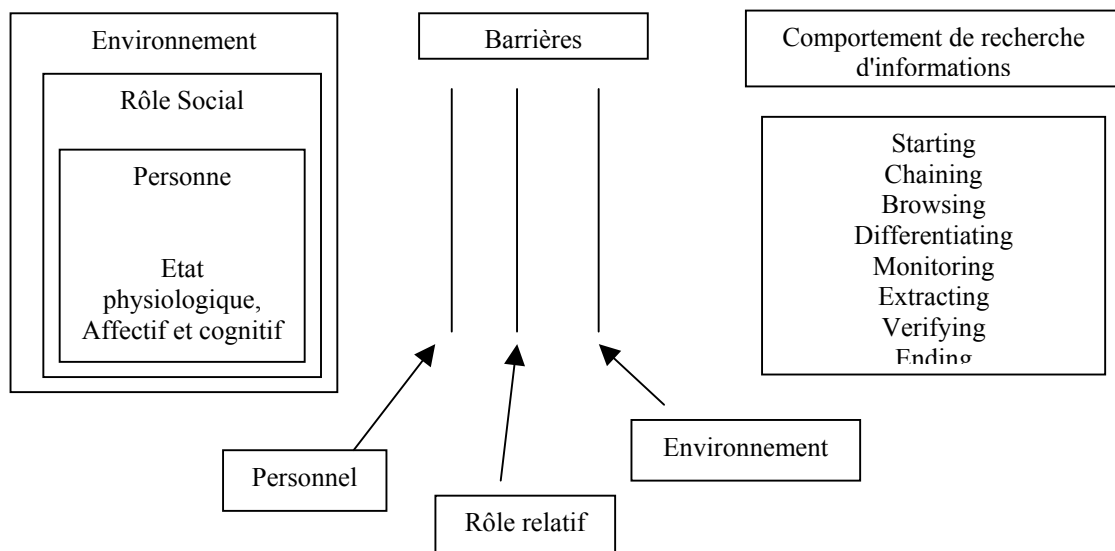 Environnement
Rôle Social
Personne
Etat
physiologique,
Affectif et cognitif
Barrières
Personnel
Rôle relatif
Environnement
Comportement de recherche
d'informations
Starting
Chaining
Browsing
Differentiating
Monitoring
Extracting
Verifying
Ending